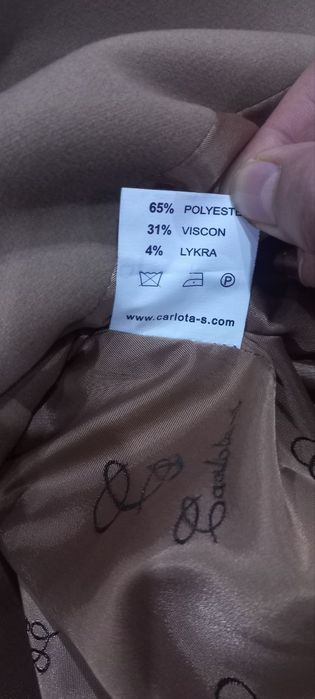 65% POLYESTE
31% VISCON
4% LYKRA
P
www.carlota-s.com